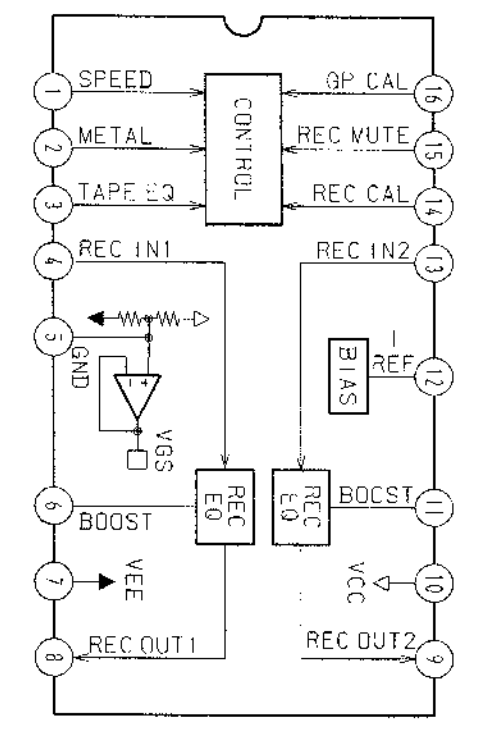 SPEED
GP CAL
1
16
METAL
REC MUTE
2
15
CONTROL
TAPE EQ
REC CAL
3
14
REC IN1
REC IN2
4
13
5
GND
- +
VGS
I
REF
BIAS
12
REC
EQ
REC
EQ
BOOST
BOOST
6
11
7
VEE
VCC
10
REC OUT1
REC OUT2
8
9